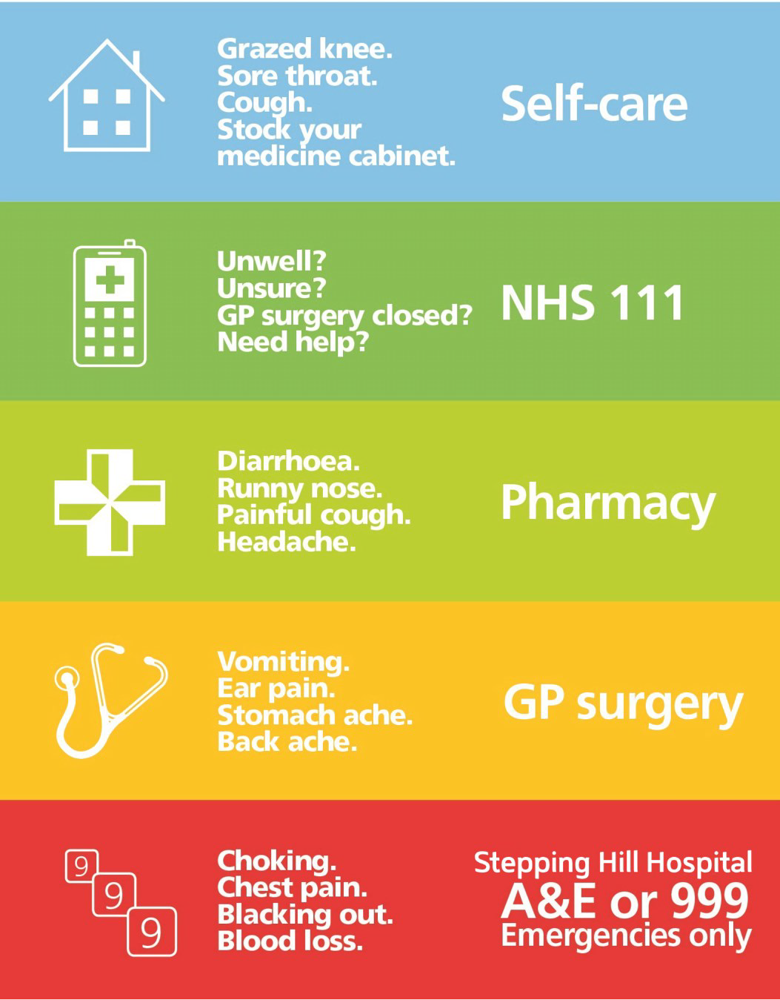 Grazed knee.
Sore throat.
Cough.
Stock your
medicine cabinet.
Self-care
Unwell?
Unsure?
GP surgery closed?
Need help?
NHS 111
Diarrhoea.
Runny nose.
Painful cough.
Headache.
Pharmacy
Vomiting.
Ear pain.
Stomach ache.
Back ache.
GP surgery
9
9
9
Choking.
Chest pain.
Blacking out.
Blood loss.
Stepping Hill Hospital
A&E or 999
Emergencies only